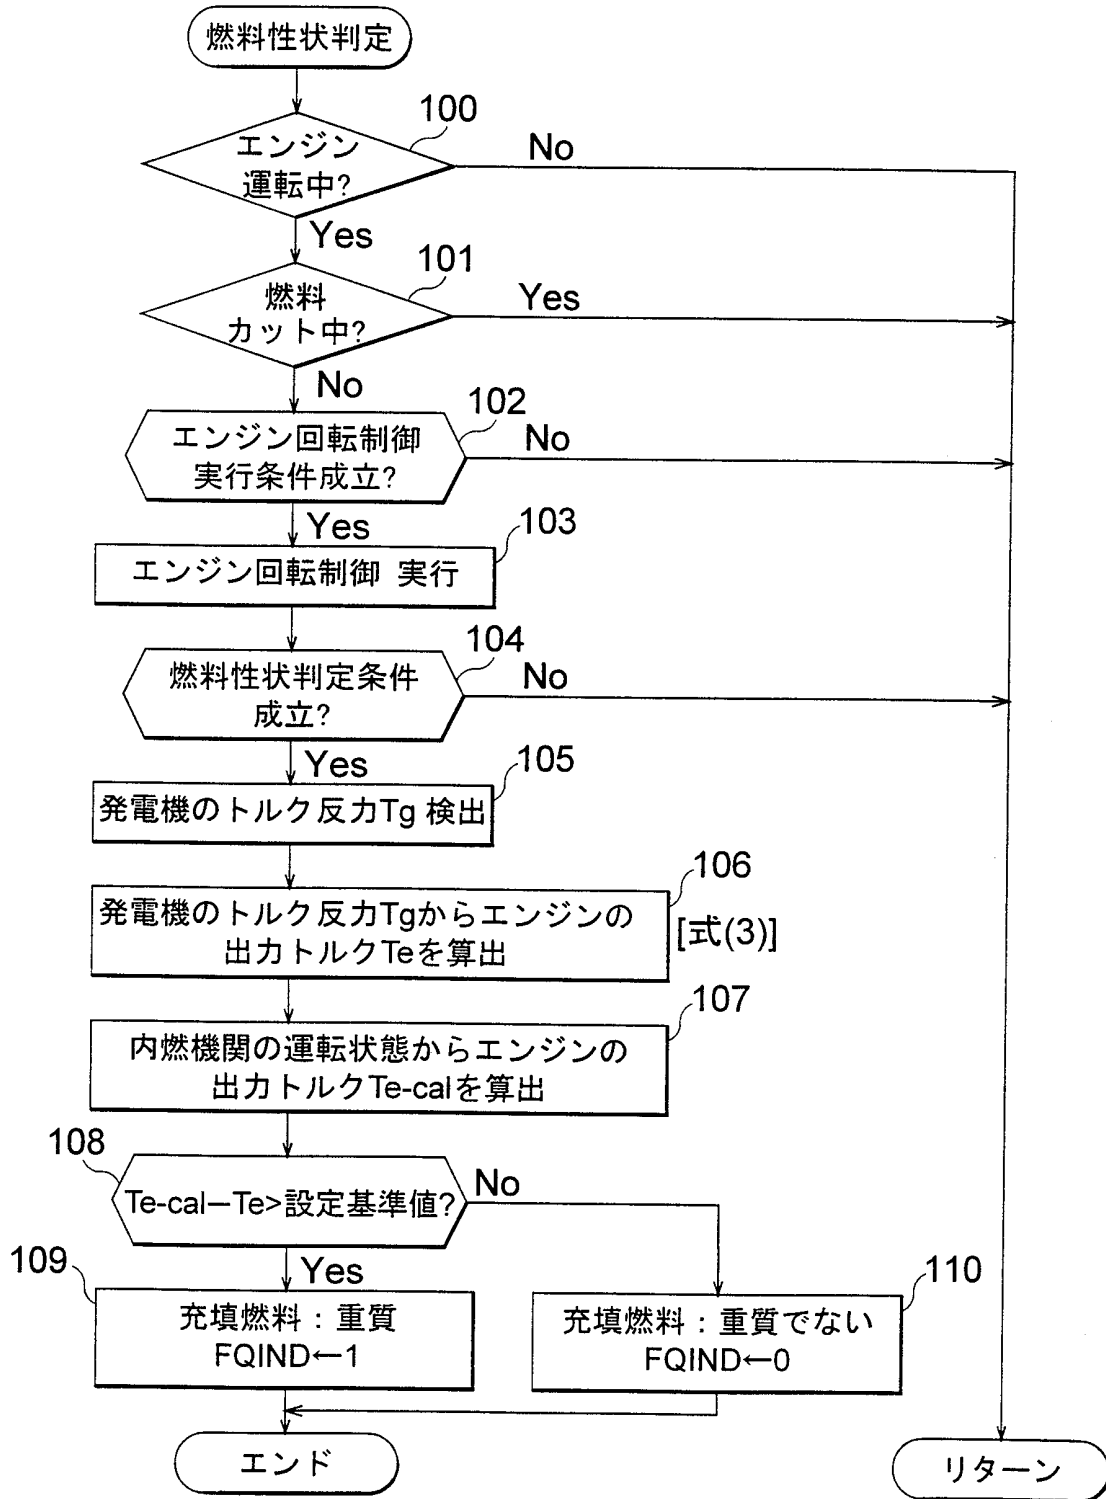 燃料性状判定
100
エンジン
運転中?
No
Yes
101
燃料
カット中?
Yes
No
102
エンジン回転制御
実行条件成立?
No
Yes
103
エンジン回転制御 実行
104
燃料性状判定条件
成立?
No
Yes
105
発電機のトルク反力Tg 検出
106
発電機のトルク反力Tgからエンジンの
出力トルクTeを算出
[式(3)]
107
内燃機関の運転状態からエンジンの
出力トルクTe-calを算出
108
Te-cal－Te>設定基準値?
No
Yes
109
充填燃料：重質
FQIND←1
110
充填燃料：重質でない
FQIND←0
エンド
リターン